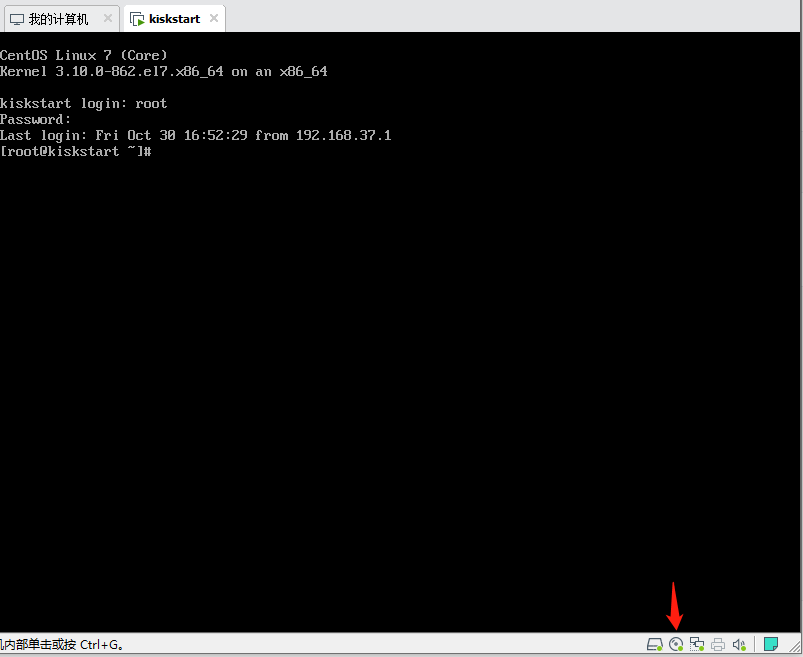 我的计算机
kiskstart
CentOS Linux 7 (Core)
Kernel 3.10.0-862.el7.x86_64 on an x86_64
kiskstart login: root
Password:
Last login: Fri Oct 30 16:52:29 from 192.168.37.1
[root@kiskstart ~]#
内部单击或按 Ctrl+G。